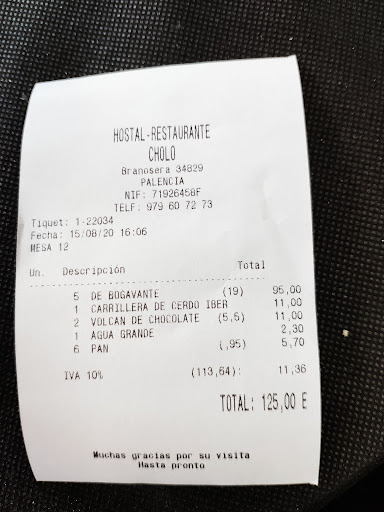 HOSTAL-RESTAURANTE
CHOLO
Branosera 34829
PALENCIA
NIF: 71926458F
TELF: 979 60 72 73
Tiquet: 1-22034
Fecha: 15/08/20 16:06
MESA 12
Un. Descripción Total
5 DE BOGAVANTE (19) 95,00
1 CARRILLERA DE CERDO IBER 11,00
2 VOLCAN DE CHOCOLATE (5,5) 11,00
1 AGUA GRANDE 2,30
6 PAN (,95) 5,70
IVA 10% (113,64): 11,36
TOTAL: 125,00 E
Muchas gracias por su visita
Hasta pronto